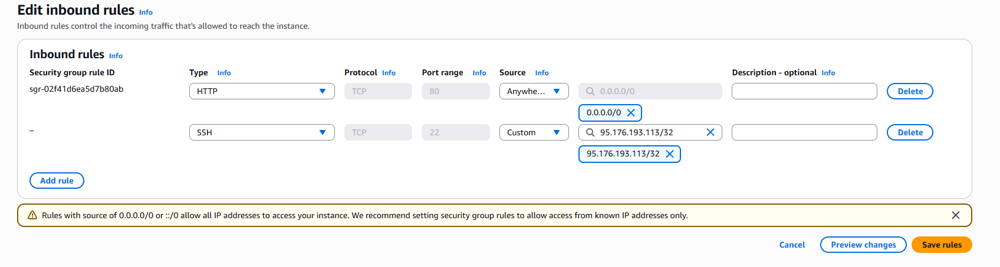 Edit inbound rules Info
Inbound rules control the incoming traffic that's allowed to reach the instance.
Inbound rules Info
Security group rule ID Type Info Protocol Info Port range Info Source Info Description - optional Info
sgr-02f41d6ea5d7b80ab HTTP TCP 80 Anywhe... 0.0.0.0/0 Delete
0.0.0.0/0
– SSH TCP 22 Custom 95.176.193.113/32 Delete
95.176.193.113/32
Add rule
Rules with source of 0.0.0.0/0 or ::/0 allow all IP addresses to access your instance. We recommend setting security group rules to allow access from known IP addresses only.
Cancel Preview changes Save rules